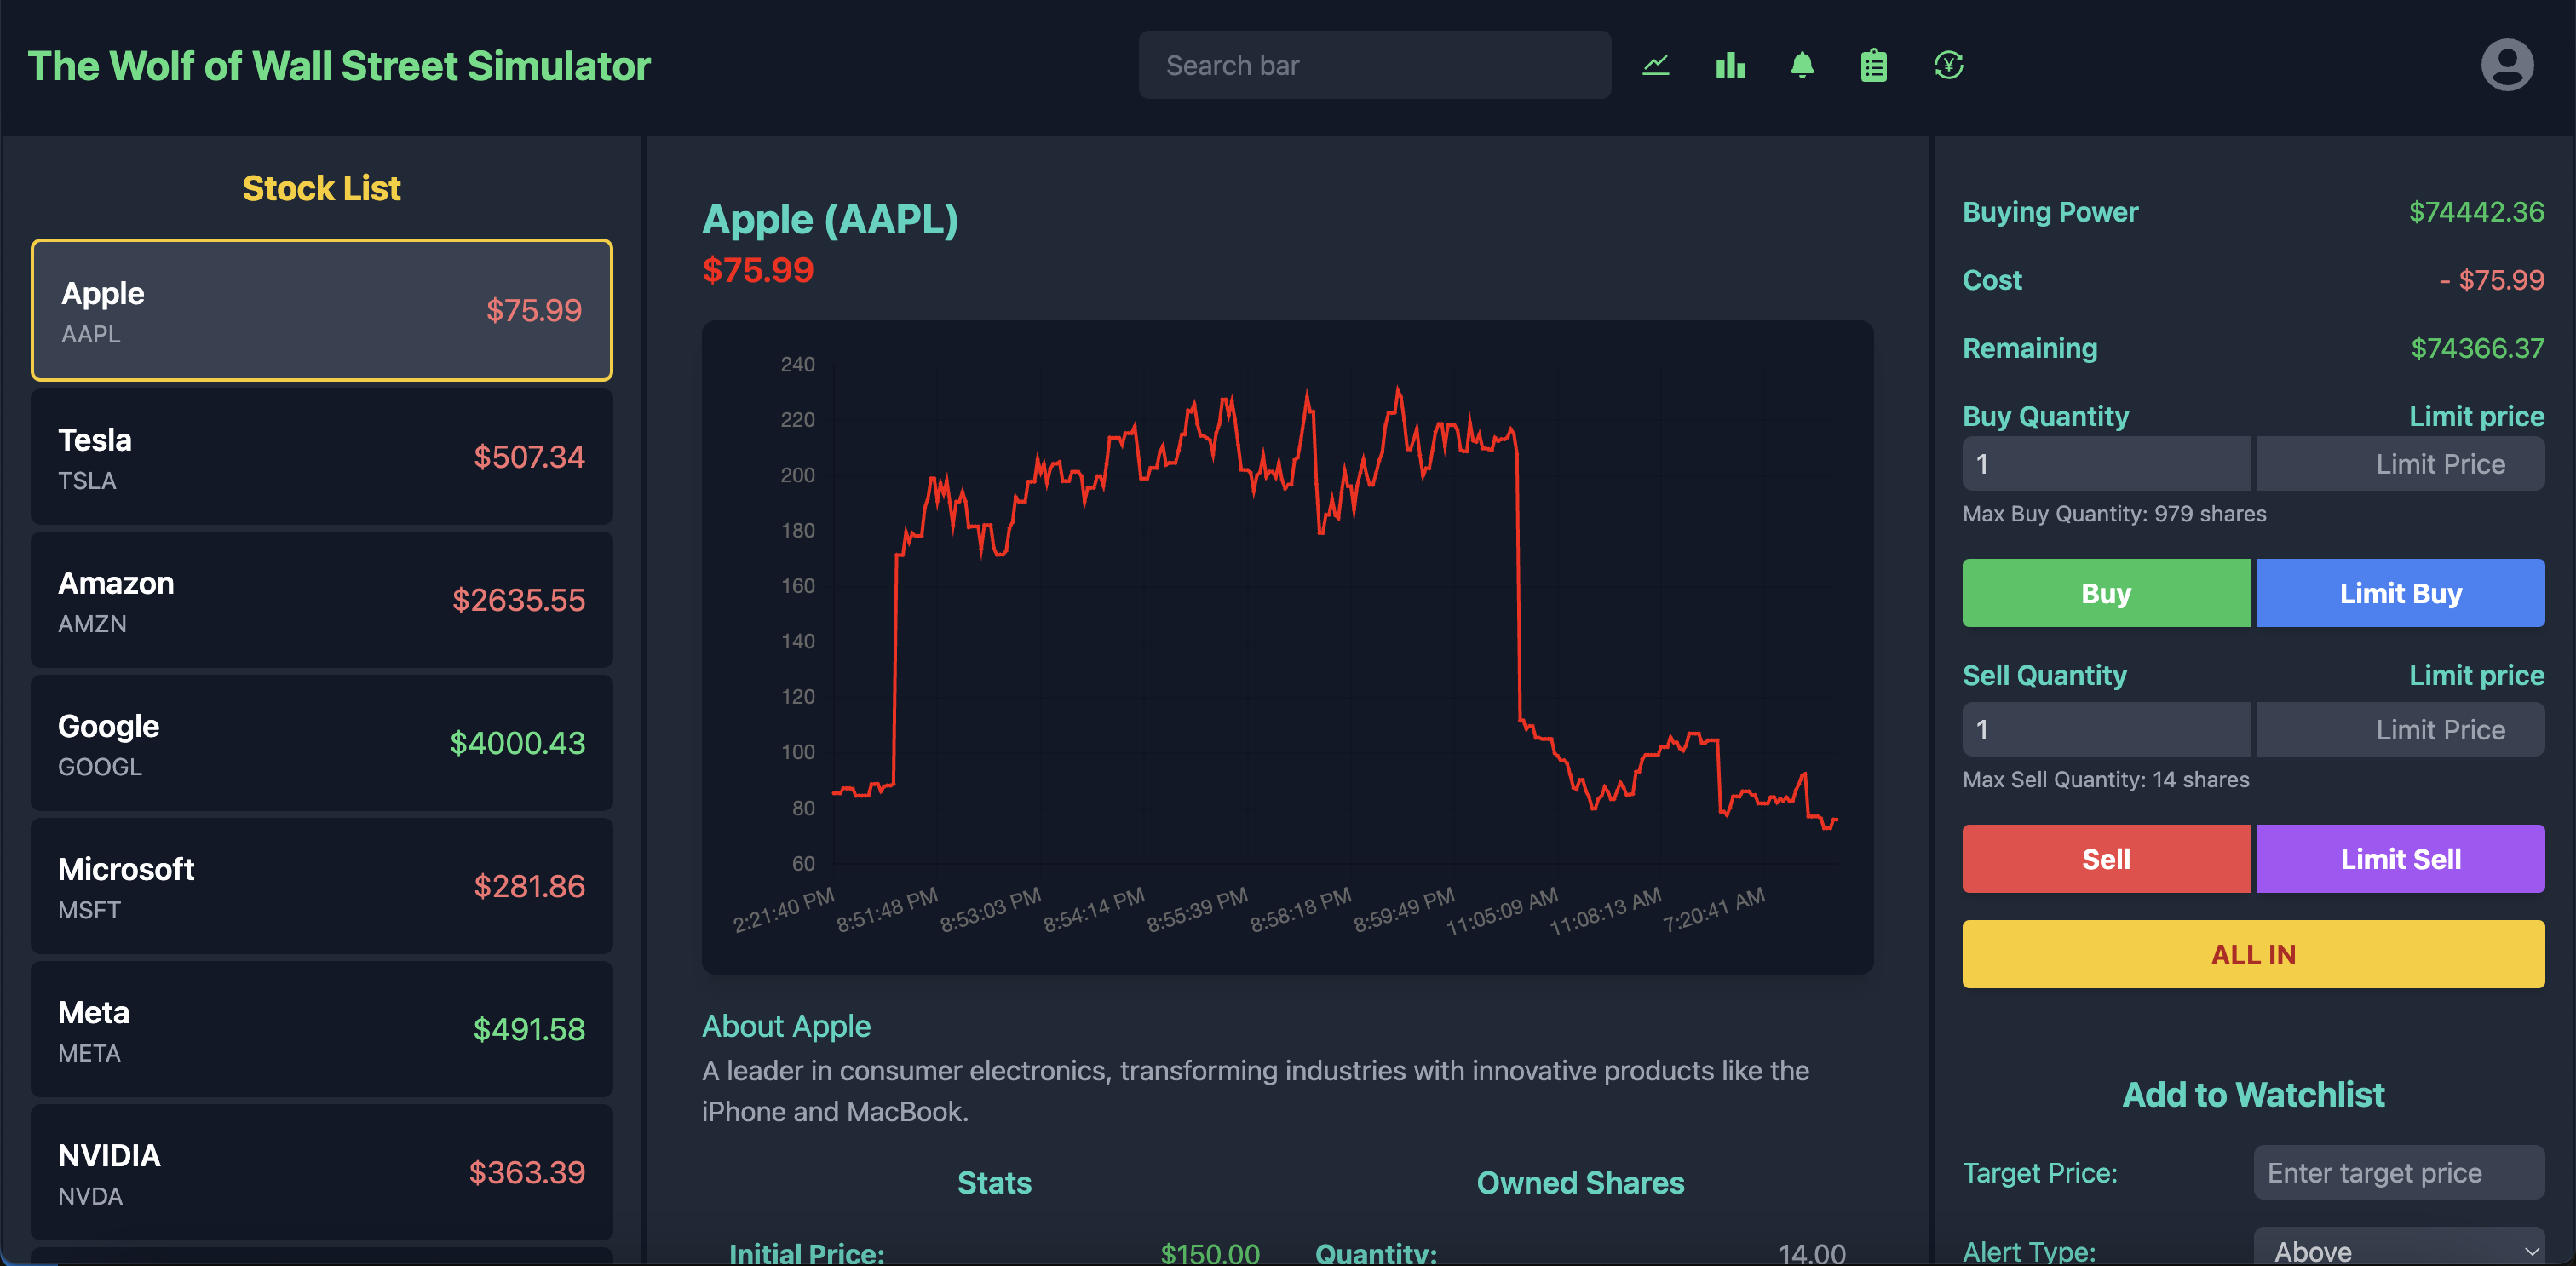 The Wolf of Wall Street Simulator
Search bar
Stock List
Apple
AAPL
$75.99
Tesla
TSLA
$507.34
Amazon
AMZN
$2635.55
Google
GOOGL
$4000.43
Microsoft
MSFT
$281.86
Meta
META
$491.58
NVIDIA
NVDA
$363.39
Apple (AAPL)
$75.99
240
220
200
180
160
140
120
100
80
60
2:21:40 PM
8:51:48 PM
8:53:03 PM
8:54:14 PM
8:55:39 PM
8:58:18 PM
8:59:49 PM
11:05:09 AM
11:08:13 AM
7:20:41 AM
About Apple
A leader in consumer electronics, transforming industries with innovative products like the
iPhone and MacBook.
Stats
Initial Price: $150.00
Owned Shares
Quantity: 14.00
Buying Power $74442.36
Cost - $75.99
Remaining $74366.37
Buy Quantity Limit price
1 Limit Price
Max Buy Quantity: 979 shares
Buy Limit Buy
Sell Quantity Limit price
1 Limit Price
Max Sell Quantity: 14 shares
Sell Limit Sell
ALL IN
Add to Watchlist
Target Price: Enter target price
Alert Type: Above